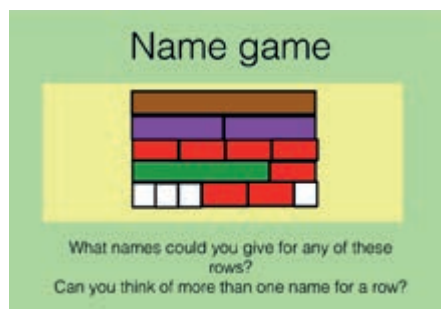 Name game
What names could you give for any of these
rows?
Can you think of more than one name for a row?